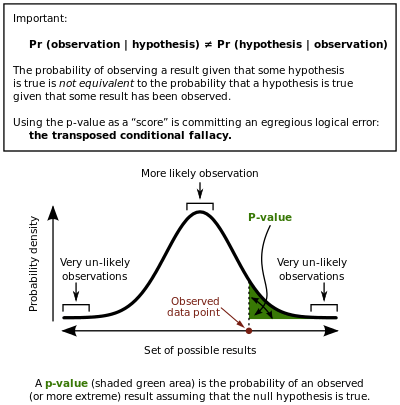 Important:
Pr (observation | hypothesis) ≠ Pr (hypothesis | observation)
The probability of observing a result given that some hypothesis
is true is not equivalent to the probability that a hypothesis is true
given that some result has been observed.
Using the p-value as a “score” is committing an egregious logical error:
the transposed conditional fallacy.
More likely observation
P-value
Very un-likely
observations
Very un-likely
observations
Probability density
Observed
data point
Set of possible results
A p-value (shaded green area) is the probability of an observed
(or more extreme) result assuming that the null hypothesis is true.